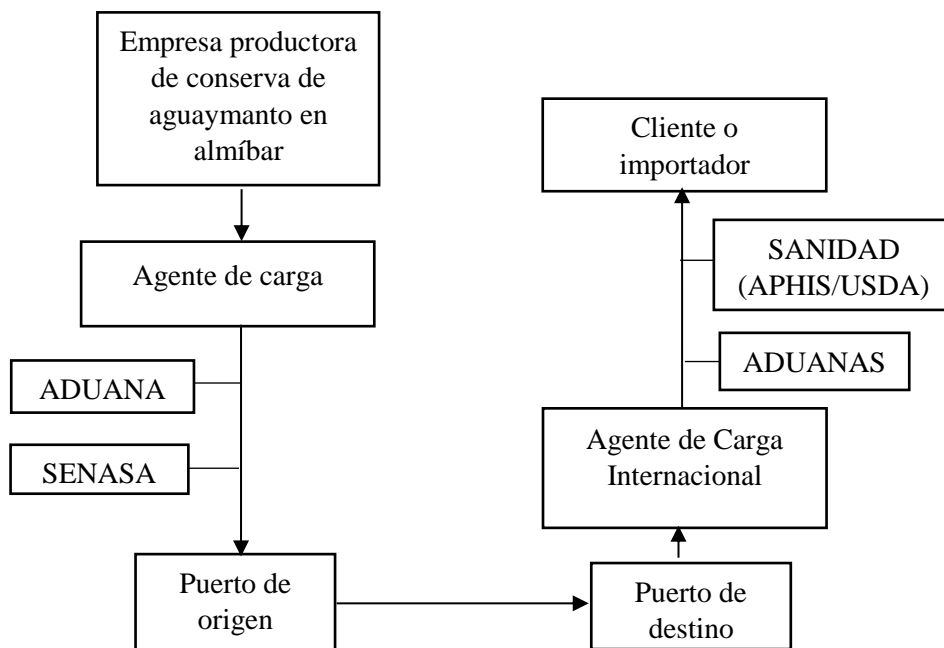 Empresa productora
de conserva de
aguaymanto en
almíbar
Agente de carga
ADUANA
SENASA
Puerto de
origen
Puerto de
destino
Agente de Carga
Internacional
ADUANAS
SANIDAD
(APHIS/USDA)
Cliente o
importador